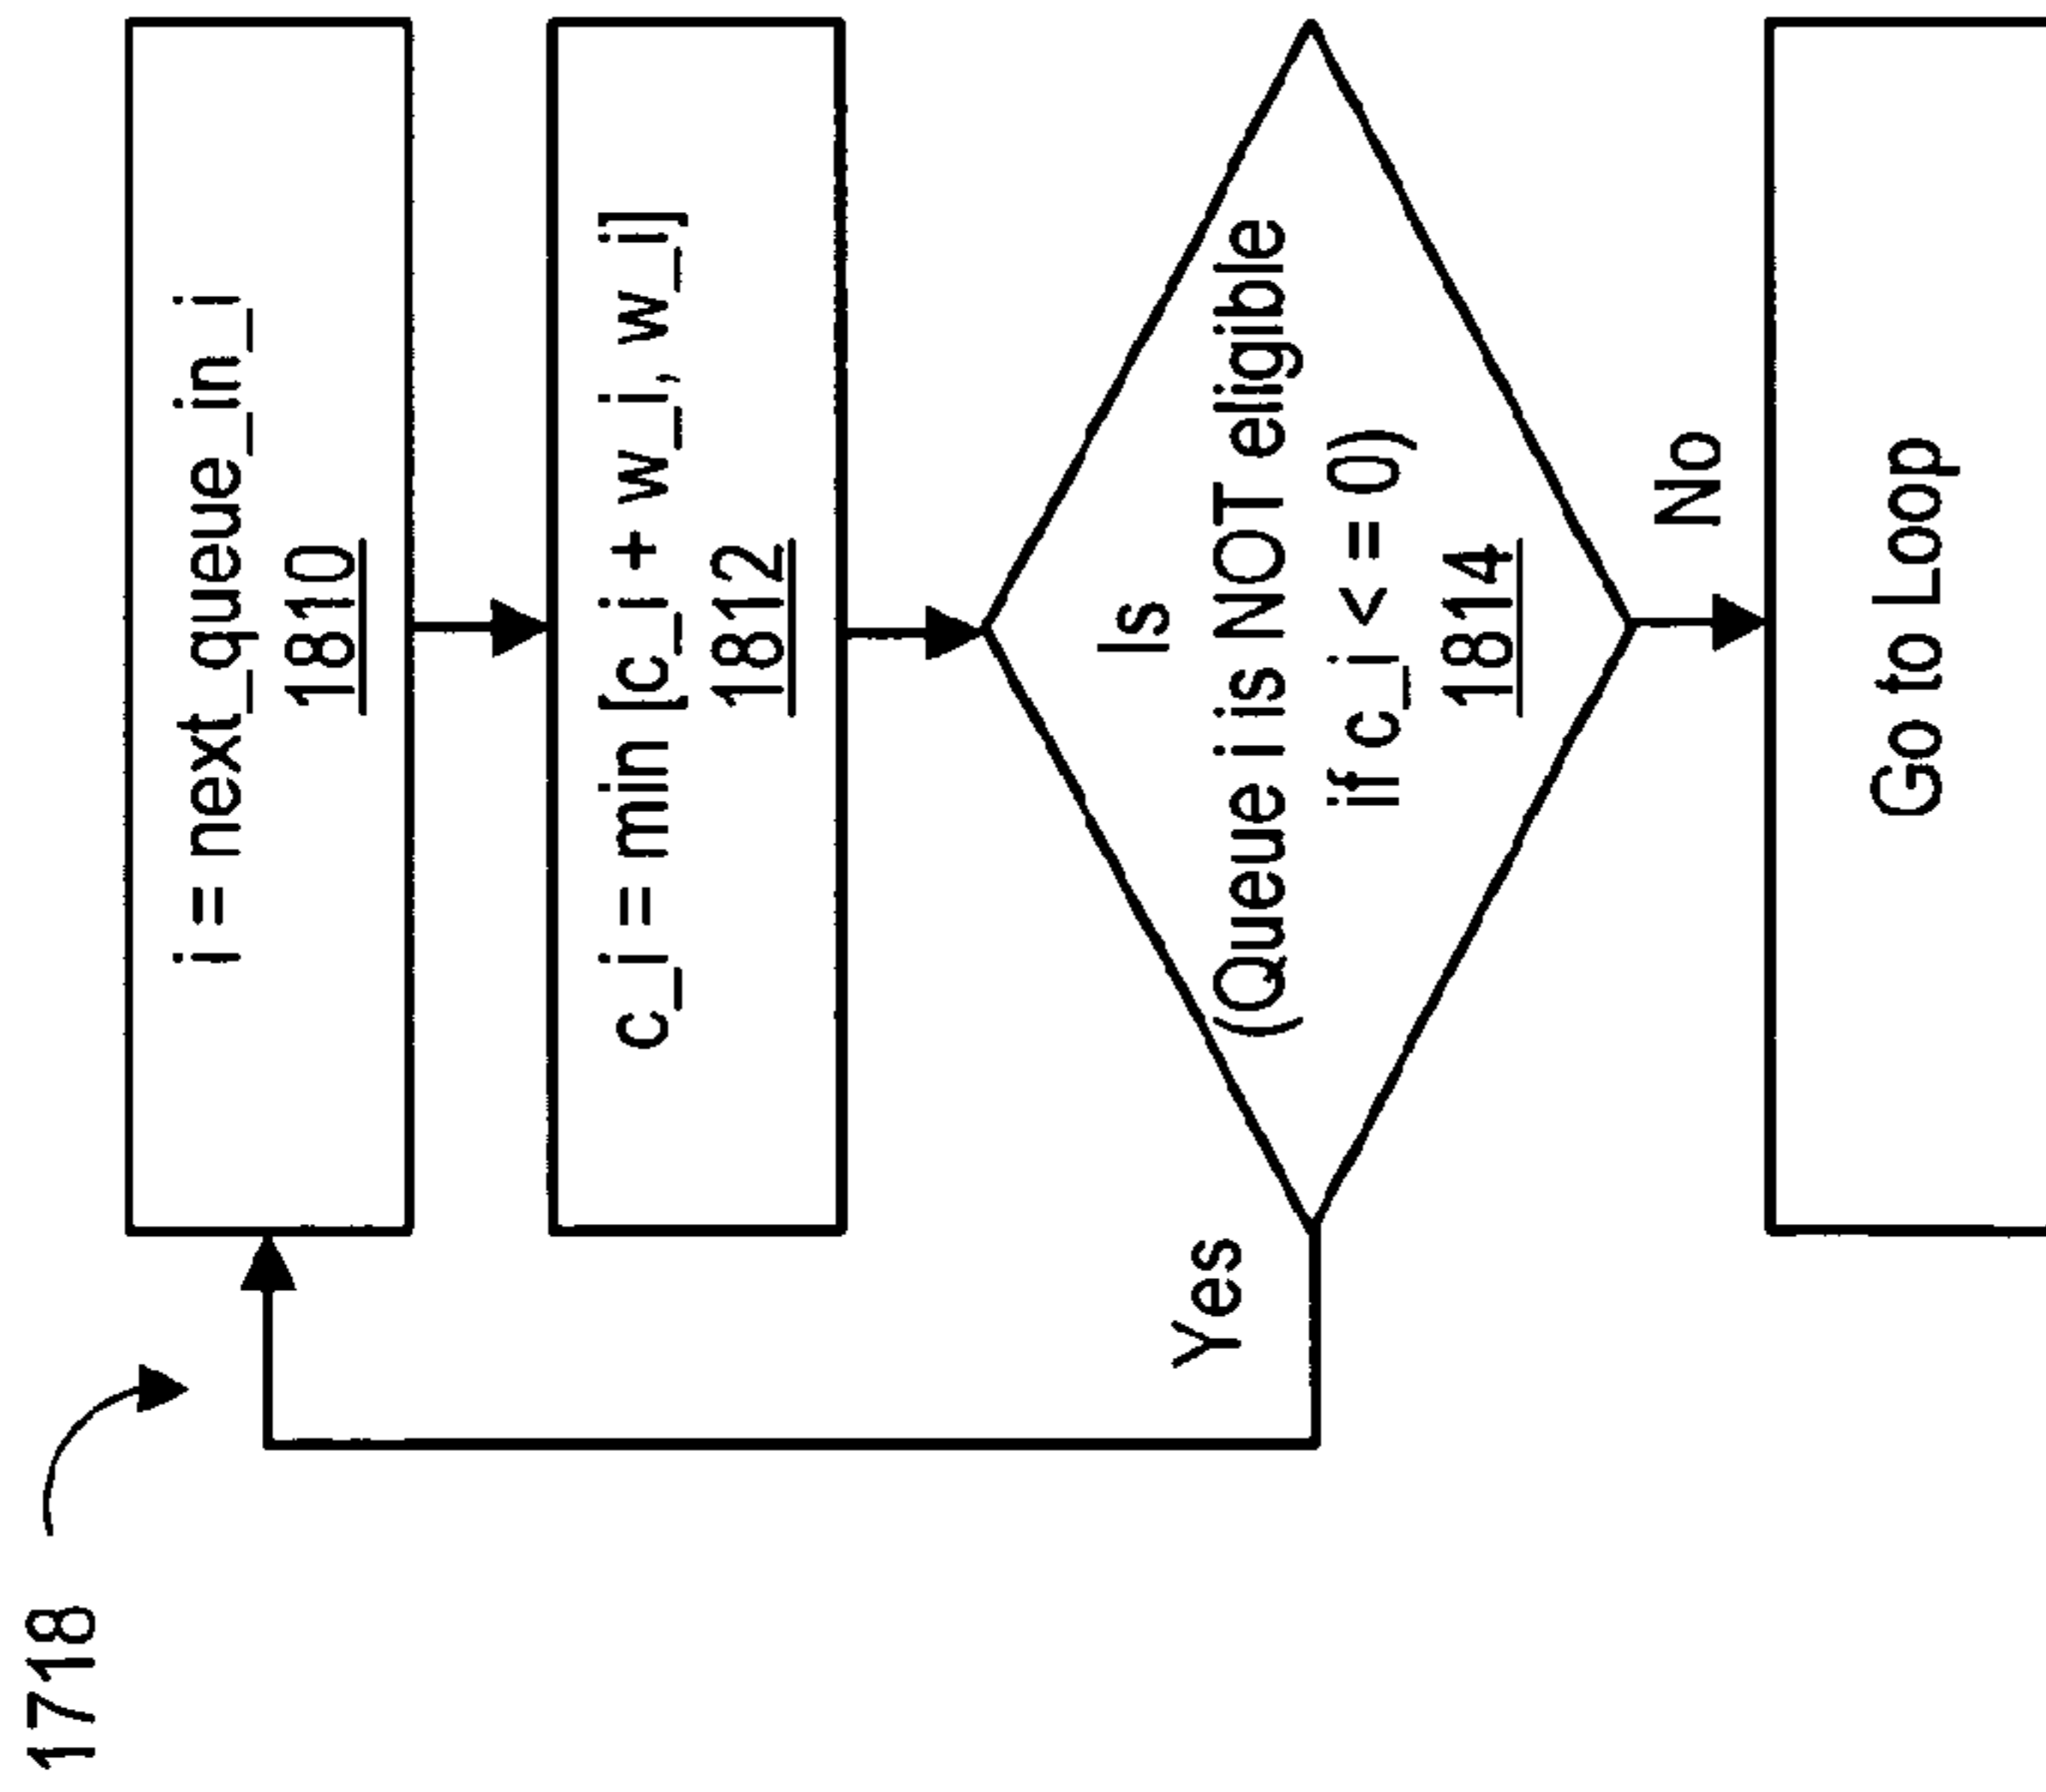 1718
i = next_queue_in_i
1810
c_i = min [c_i + w_i, w_i]
1812
Is
(Queue i is NOT eligible
if c_i < = 0)
1814
Yes
No
Go to Loop